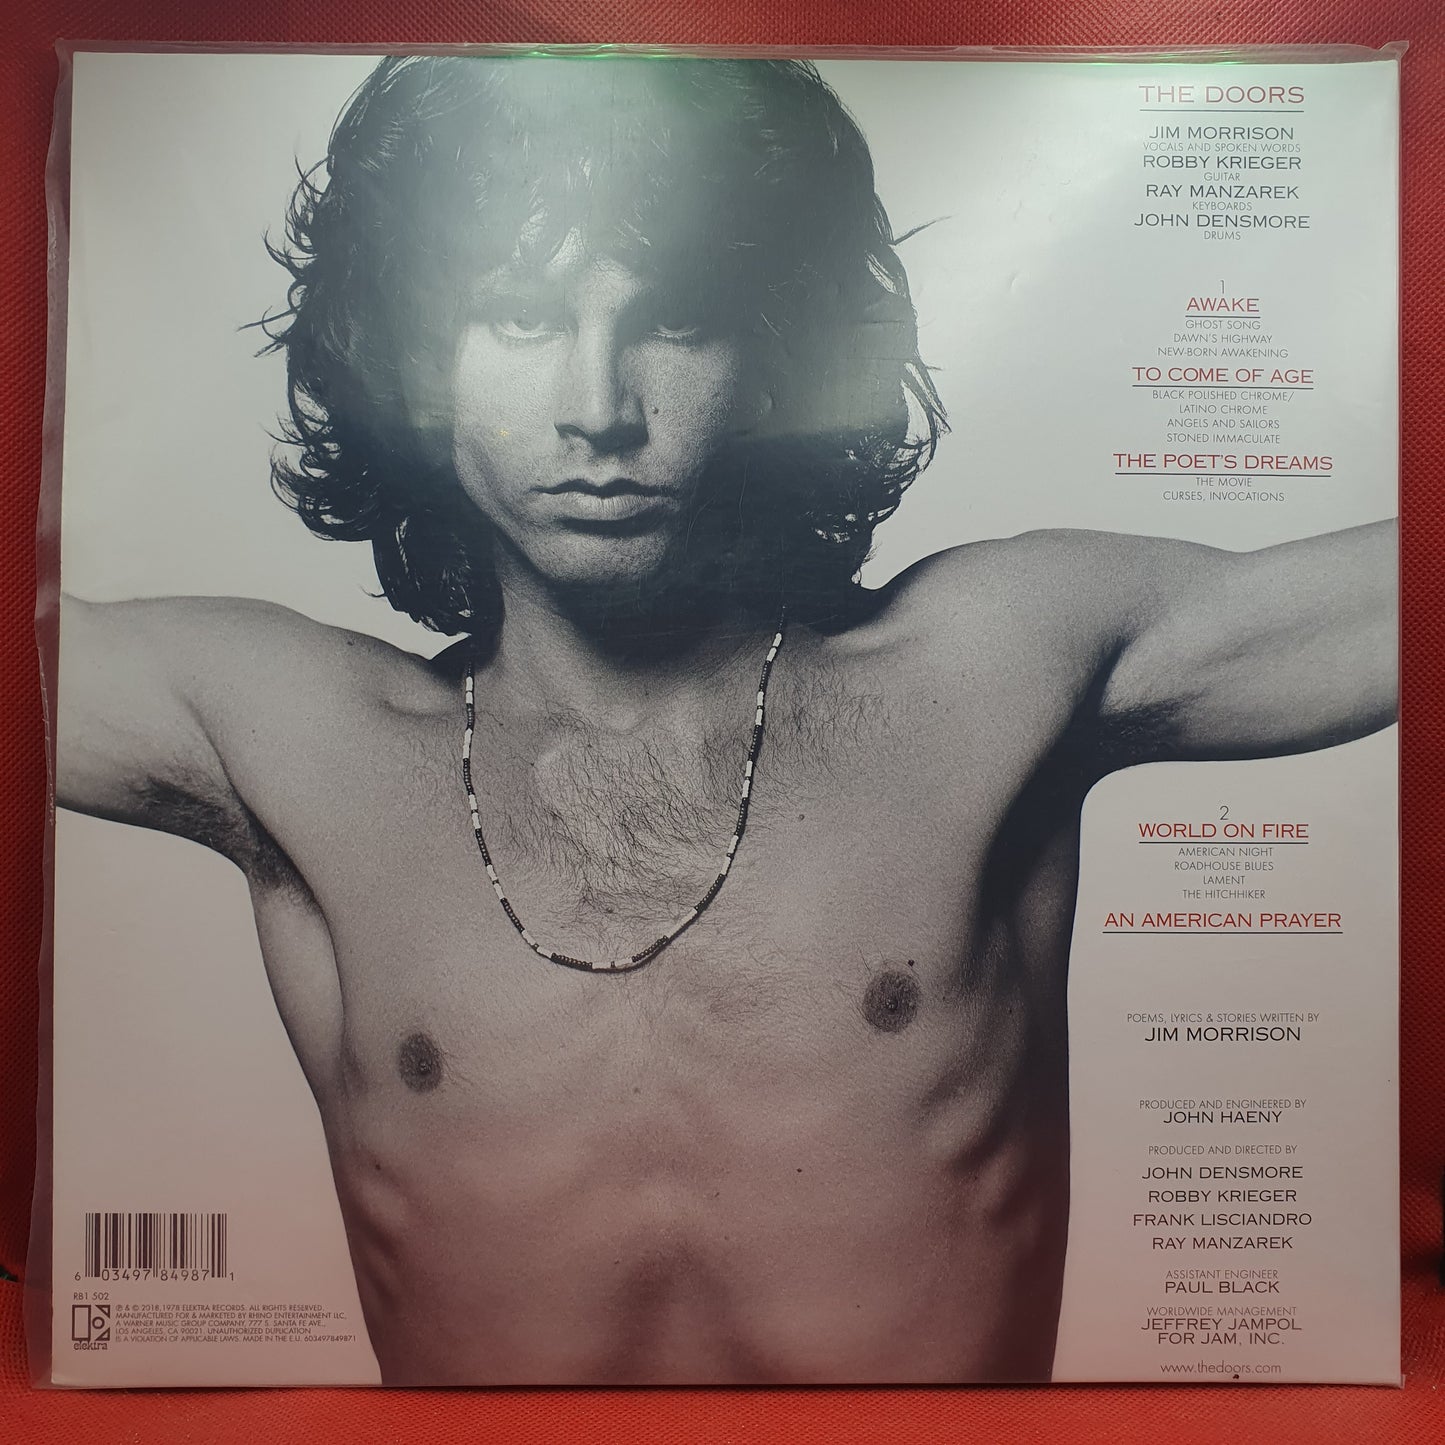 THE DOORS
JIM MORRISON
VOCALS AND SPOKEN WORDS
ROBBY KRIEGER
GUITAR
RAY MANZAREK
KEYBOARDS
JOHN DENSMORE
DRUMS
1
AWAKE
GHOST SONG
DAWN'S HIGHWAY
NEW-BORN AWAKENING
TO COME OF AGE
BLACK POLISHED CHROME/
LATINO CHROME
ANGELS AND SAILORS
STONED IMMACULATE
THE POET'S DREAMS
THE MOVIE
CURSES, INVOCATIONS
2
WORLD ON FIRE
AMERICAN NIGHT
ROADHOUSE BLUES
LAMENT
THE HITCHHIKER
AN AMERICAN PRAYER
POEMS, LYRICS & STORIES WRITTEN BY
JIM MORRISON
PRODUCED AND ENGINEERED BY
JOHN HAENY
PRODUCED AND DIRECTED BY
JOHN DENSMORE
ROBBY KRIEGER
FRANK LISCIANDRO
RAY MANZAREK
ASSISTANT ENGINEER
PAUL BLACK
WORLDWIDE MANAGEMENT
JEFFREY JAMPOL
FOR JAM, INC.
www.thedoors.com
6 03497 84987 1
RB1 502
℗ & © 2018, 1978 ELEKTRA RECORDS. ALL RIGHTS RESERVED.
MANUFACTURED FOR & MARKETED BY RHINO ENTERTAINMENT LLC,
A WARNER MUSIC GROUP COMPANY, 777 S. SANTA FE AVE.,
LOS ANGELES, CA 90021. UNAUTHORIZED DUPLICATION
IS A VIOLATION OF APPLICABLE LAWS. MADE IN THE E.U. 603497849871
elektra